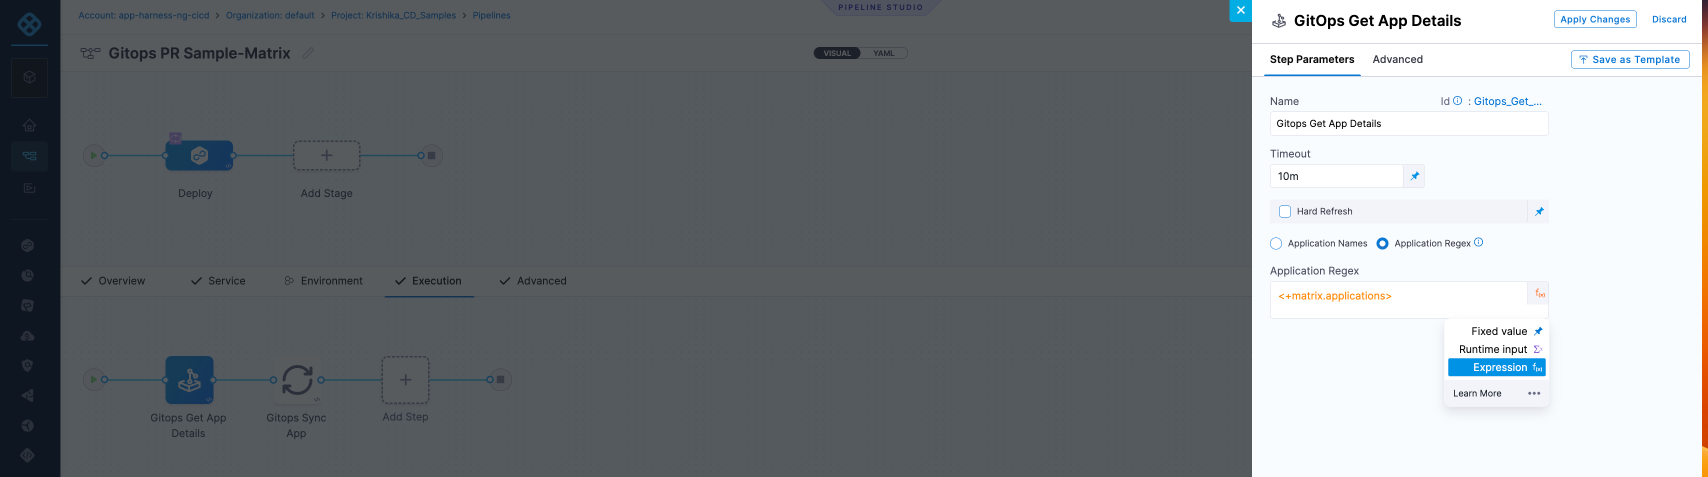 Account: app-harness-ng-cicd > Organization: default > Project: Krishika_CD_Samples > Pipelines
PIPELINE STUDIO
Gitops PR Sample-Matrix
VISUAL YAML
Deploy
Add Stage
Overview Service Environment Execution Advanced
Gitops Get App
Details
Gitops Sync
App
Add Step
GitOps Get App Details
Apply Changes Discard
Step Parameters Advanced Save as Template
Name Id : Gitops_Get_...
Gitops Get App Details
Timeout
10m
Hard Refresh
Application Names Application Regex
Application Regex
<+matrix.applications>
f(x)
Fixed value
Runtime input
Expression f(x)
Learn More